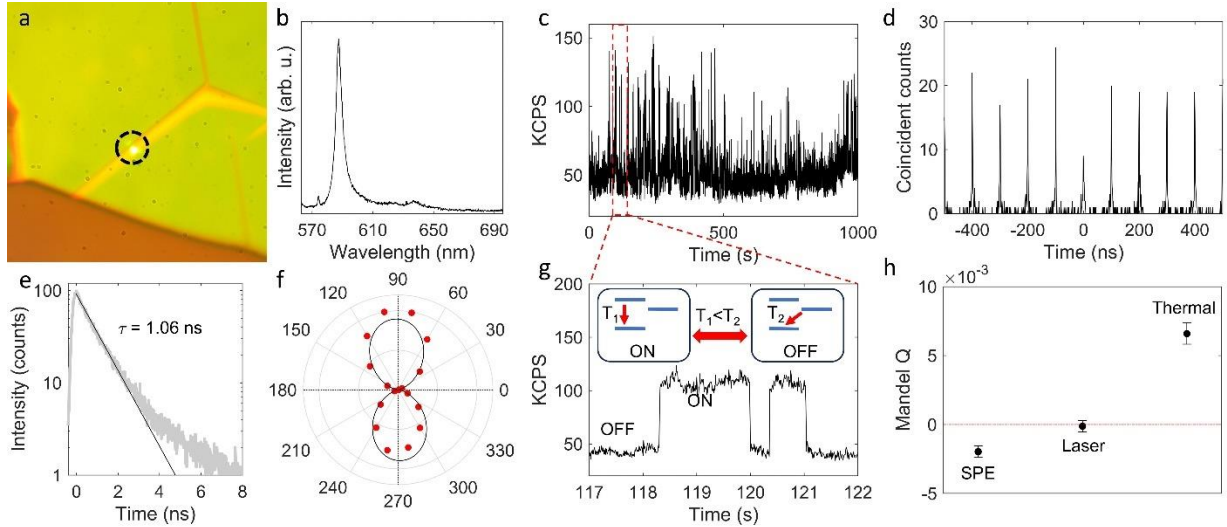 a
b
Intensity (arb. u.)
570 610 650 690
Wavelength (nm)
c
KCPS
150
100
50
0 500 1000
Time (s)
d
Coincident counts
30
20
10
0
-400 -200 0 200 400
Time (ns)
e
Intensity (counts)
100
10
1
τ = 1.06 ns
0 2 4 6 8
Time (ns)
f
90
120 60
150 30
180 0
210 330
240 300
270
g
KCPS
200
150
100
50
T1 T1<T2 T2
ON OFF
ON
OFF
117 118 119 120 121 122
Time (s)
h
×10-3
Mandel Q
10
5
0
-5
Thermal
Laser
SPE